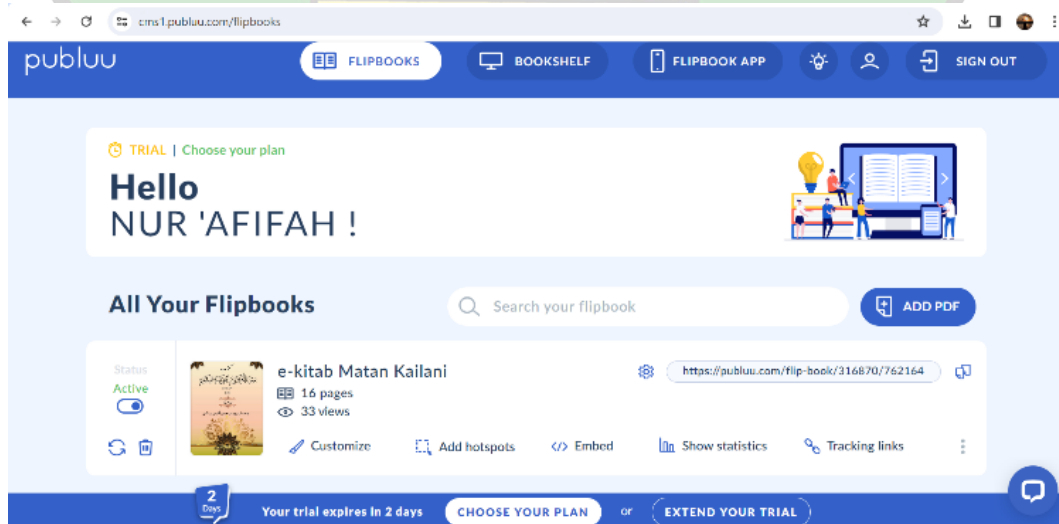 cms1.publuu.com/flipbooks
publuu
FLIPBOOKS
BOOKSHELF
FLIPBOOK APP
SIGN OUT
TRIAL | Choose your plan
Hello
NUR 'AFIFAH !
All Your Flipbooks
Search your flipbook
ADD PDF
Status
Active
e-kitab Matan Kailani
16 pages
33 views
https://publuu.com/flip-book/316870/762164
Customize
Add hotspots
Embed
Show statistics
Tracking links
2
Days
Your trial expires in 2 days
CHOOSE YOUR PLAN
or
EXTEND YOUR TRIAL